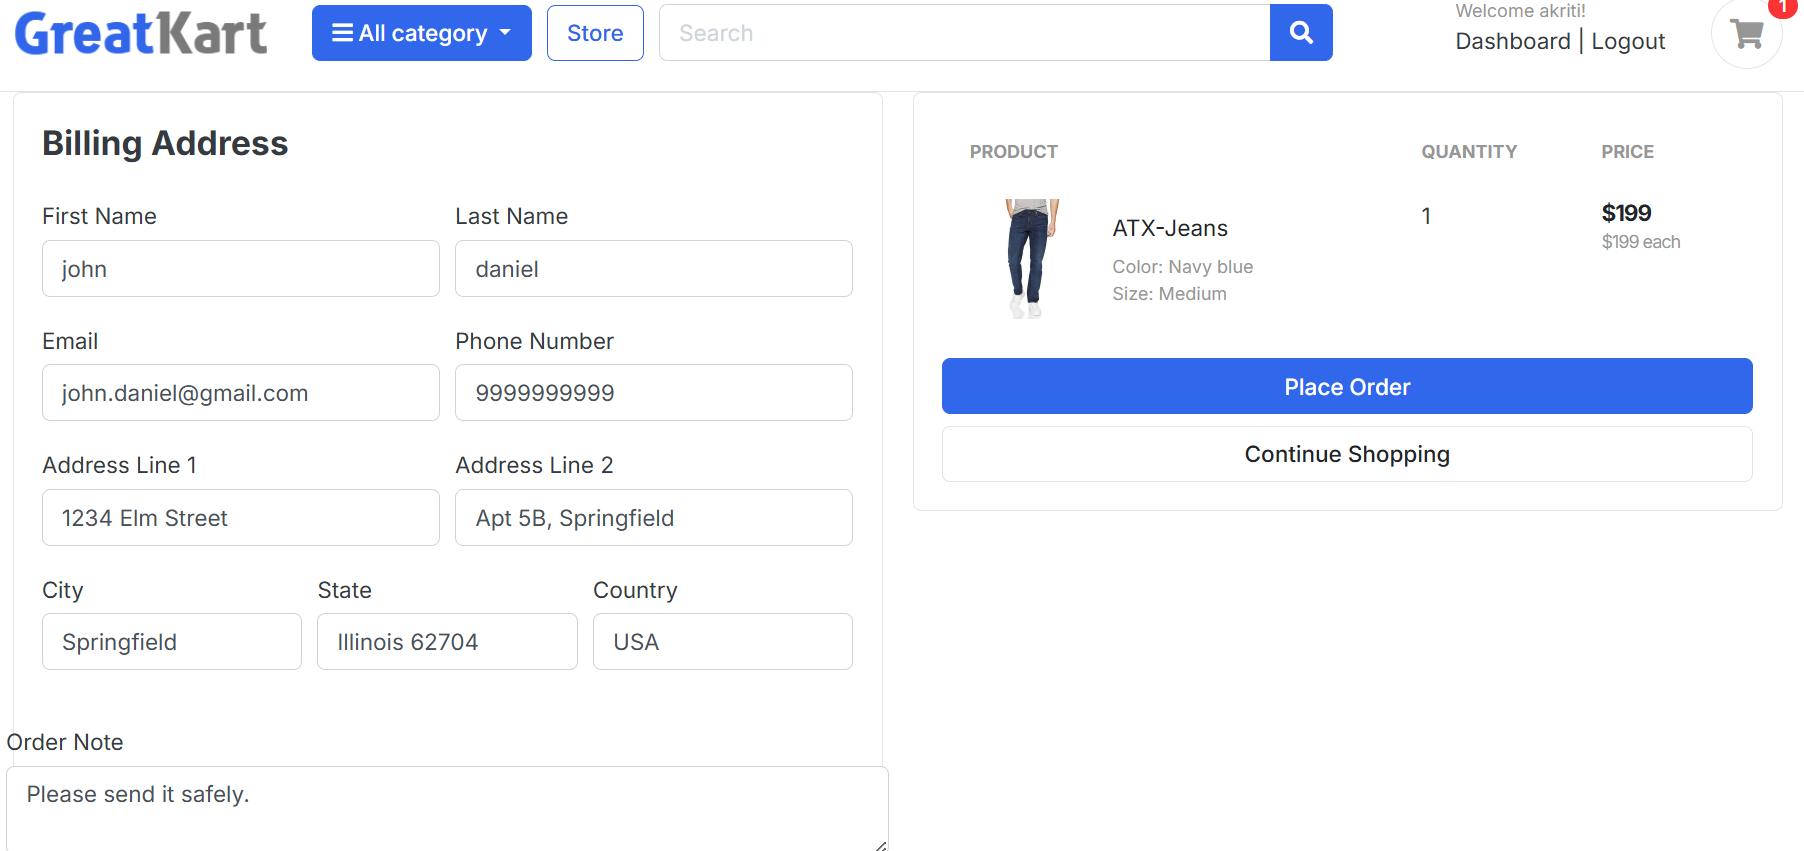 GreatKart
All category
Store
Search
Welcome akriti!
Dashboard | Logout
1
Billing Address
First Name
Last Name
john
daniel
Email
Phone Number
john.daniel@gmail.com
9999999999
Address Line 1
Address Line 2
1234 Elm Street
Apt 5B, Springfield
City
State
Country
Springfield
Illinois 62704
USA
Order Note
Please send it safely.
PRODUCT
QUANTITY
PRICE
ATX-Jeans
Color: Navy blue
Size: Medium
1
$199
$199 each
Place Order
Continue Shopping